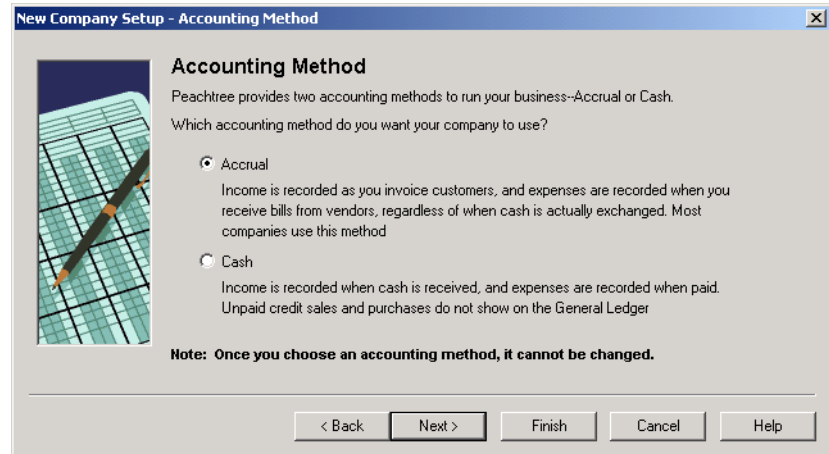 New Company Setup - Accounting Method
Accounting Method
Peachtree provides two accounting methods to run your business--Accrual or Cash.
Which accounting method do you want your company to use?
Accrual
Income is recorded as you invoice customers, and expenses are recorded when you
receive bills from vendors, regardless of when cash is actually exchanged. Most
companies use this method
Cash
Income is recorded when cash is received, and expenses are recorded when paid.
Unpaid credit sales and purchases do not show on the General Ledger
Note: Once you choose an accounting method, it cannot be changed.
< Back Next > Finish Cancel Help